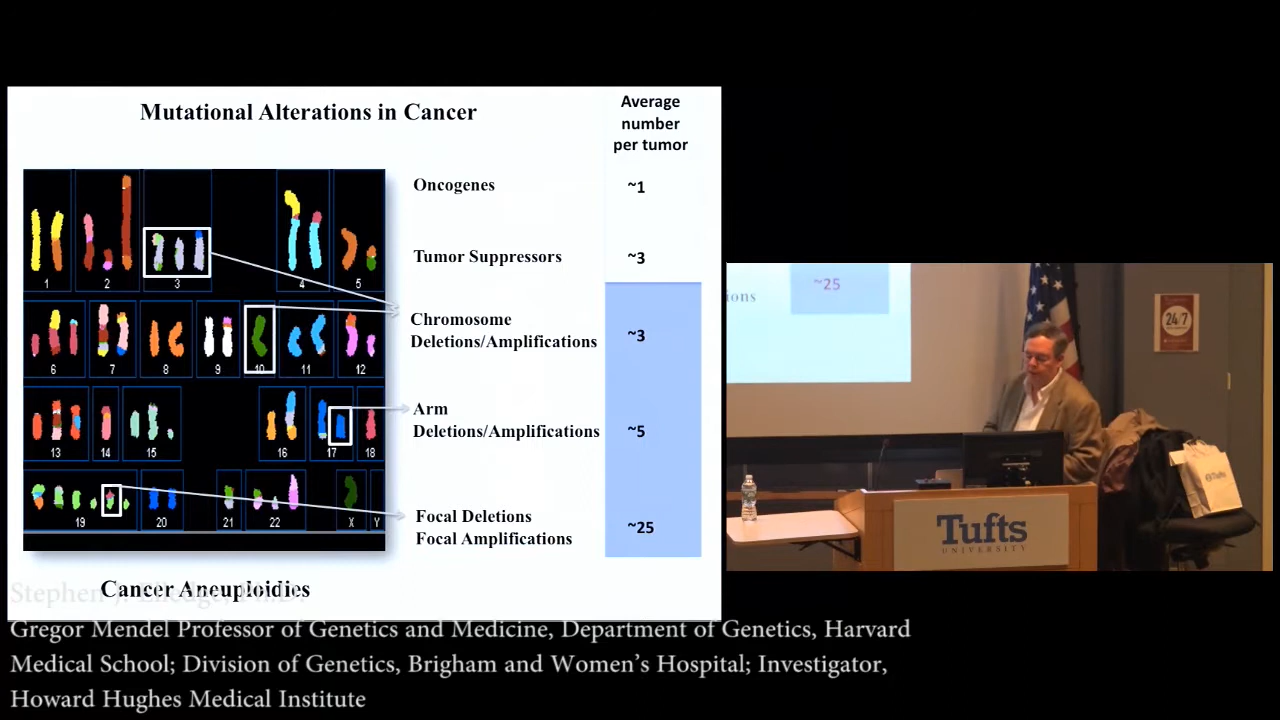 Mutational Alterations in Cancer
Average
number
per tumor
Oncogenes
~1
Tumor Suppressors
~3
Chromosome
Deletions/Amplifications
~3
Arm
Deletions/Amplifications
~5
Focal Deletions
Focal Amplifications
~25
1 2 3 4 5
6 7 8 9 10 11 12
13 14 15 16 17 18
19 20 21 22 X Y
Cancer Aneuploidies
Stephen J. Elledge, Ph.D.
Gregor Mendel Professor of Genetics and Medicine, Department of Genetics, Harvard
Medical School; Division of Genetics, Brigham and Women's Hospital; Investigator,
Howard Hughes Medical Institute
~25
ions
24/7
Tufts
UNIVERSITY
Tufts